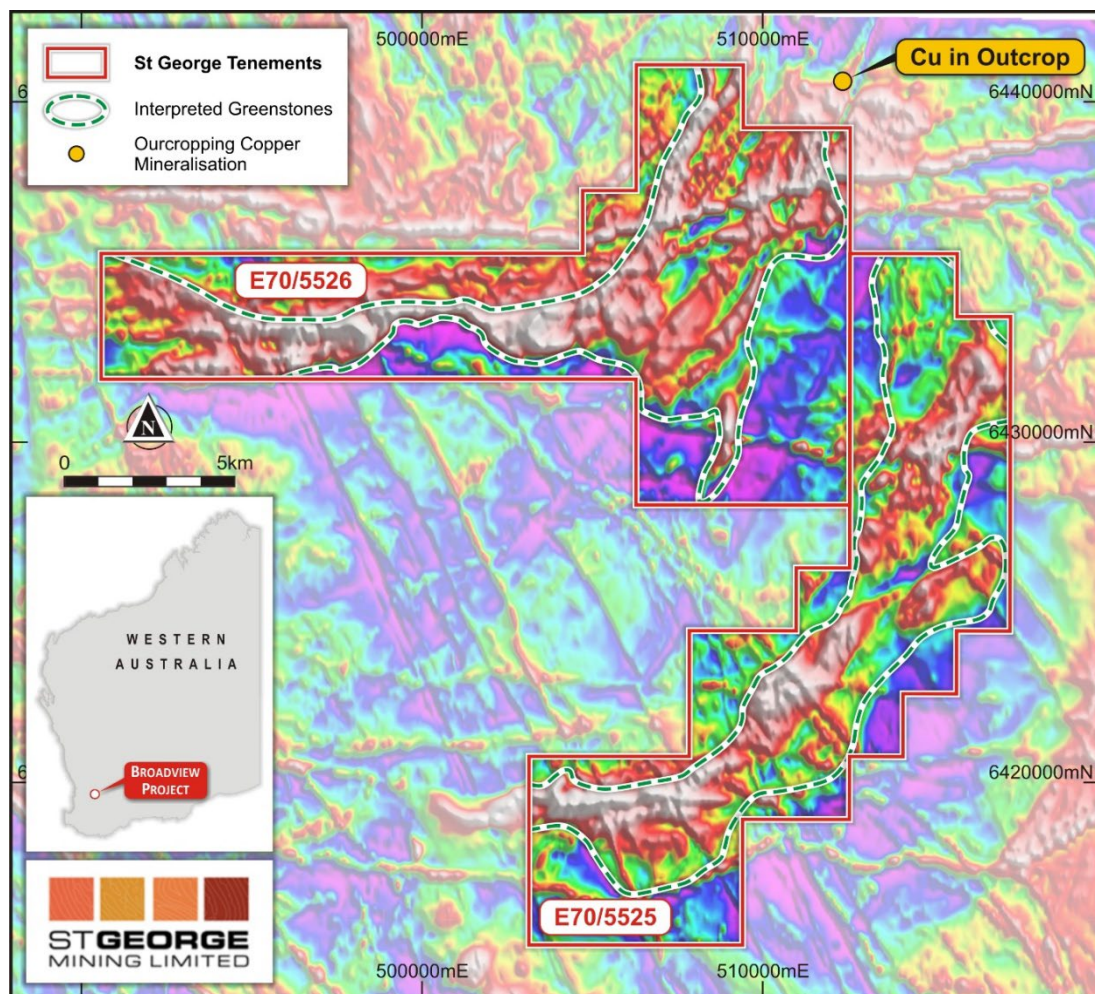 500000mE
510000mE
St George Tenements
Interpreted Greenstones
Ourcropping Copper
Mineralisation
Cu in Outcrop
6440000mN
E70/5526
N
0
5km
6430000mN
WESTERN
AUSTRALIA
BROADVIEW
PROJECT
6
6420000mN
STGEORGE
MINING LIMITED
E70/5525
500000mE
510000mE